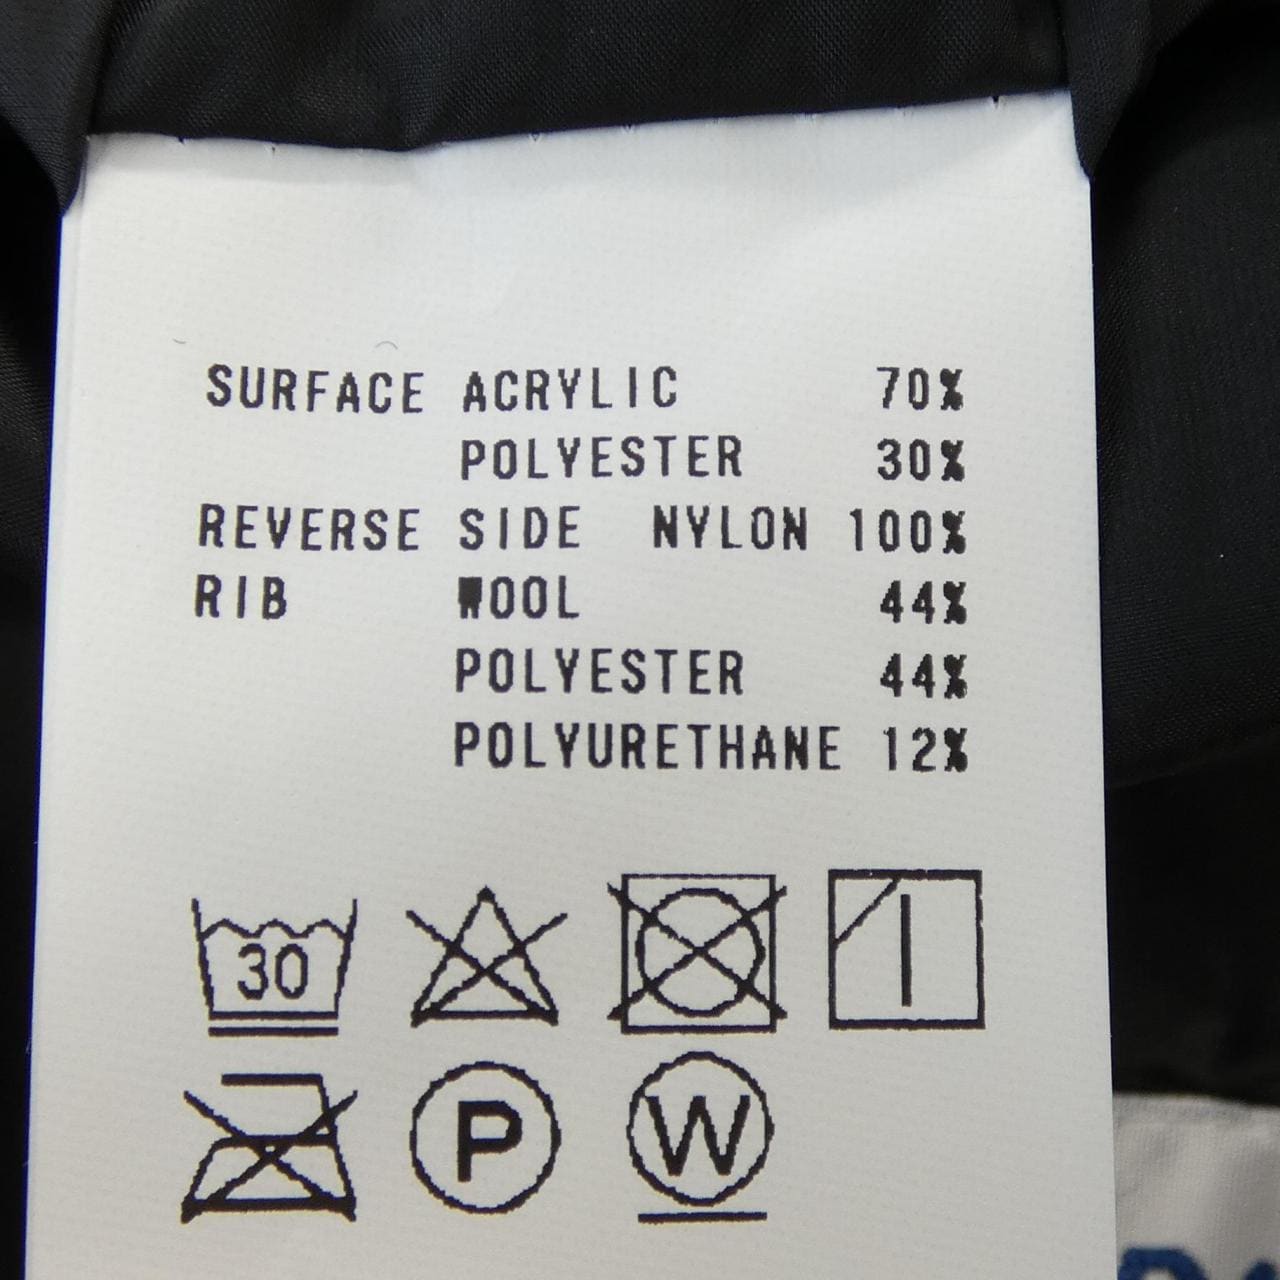 SURFACE ACRYLIC 70%
POLYESTER 30%
REVERSE SIDE NYLON 100%
RIB WOOL 44%
POLYESTER 44%
POLYURETHANE 12%
30
P
W